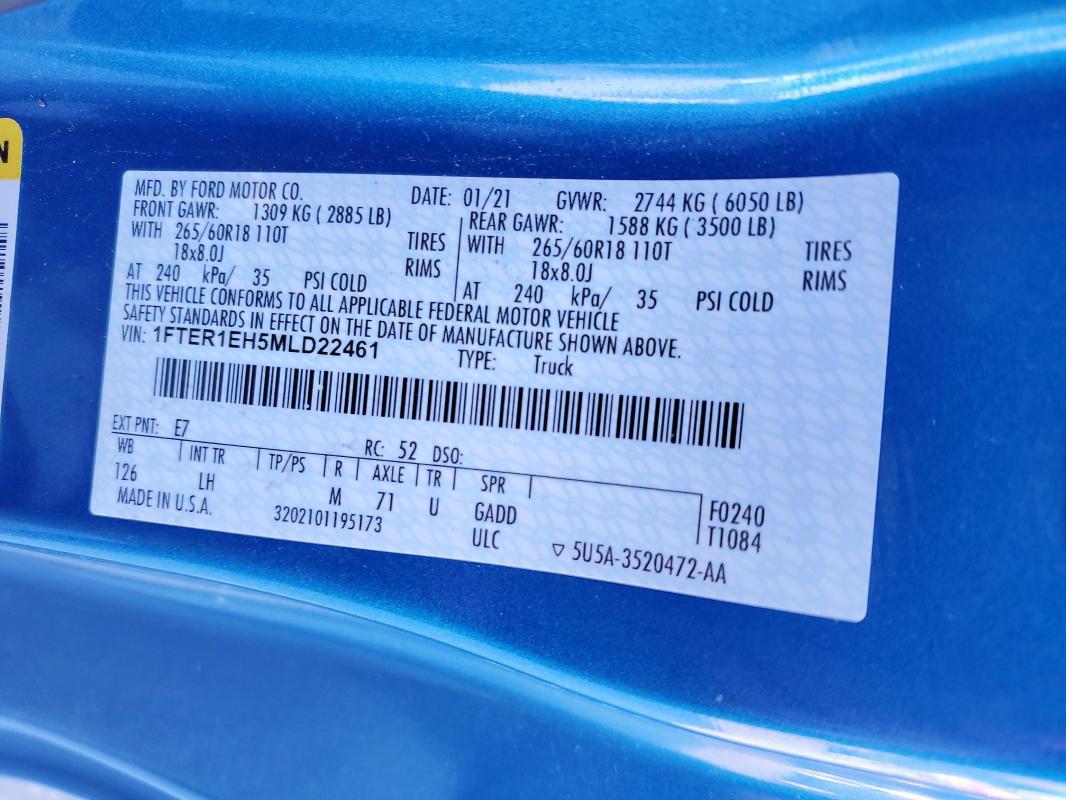 N
MFD. BY FORD MOTOR CO. DATE: 01/21 GVWR: 2744 KG ( 6050 LB)
FRONT GAWR: 1309 KG ( 2885 LB) REAR GAWR: 1588 KG ( 3500 LB)
WITH 265/60R18 110T TIRES WITH 265/60R18 110T TIRES
18x8.0J RIMS 18x8.0J RIMS
AT 240 kPa/ 35 PSI COLD AT 240 kPa/ 35 PSI COLD
THIS VEHICLE CONFORMS TO ALL APPLICABLE FEDERAL MOTOR VEHICLE
SAFETY STANDARDS IN EFFECT ON THE DATE OF MANUFACTURE SHOWN ABOVE.
VIN: 1FTER1EH5MLD22461 TYPE: Truck
EXT PNT: E7 RC: 52 DSO:
WB INT TR TP/PS R AXLE TR SPR
126 LH M 71 U GADD F0240
MADE IN U.S.A. 3202101195173 ULC T1084
▽ 5U5A-3520472-AA